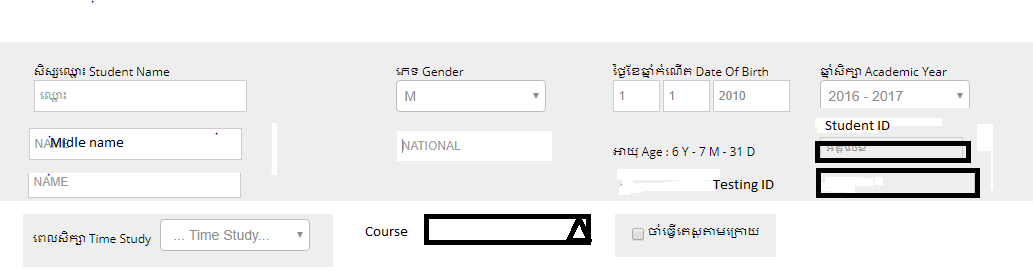 សិស្សឈ្មោះ Student Name
ភេទ Gender
ថ្ងៃខែឆ្នាំកំណើត Date Of Birth
ឆ្នាំសិក្សា Academic Year
ឈ្មោះ
M
1
1
2010
2016 - 2017
Student ID
NAME
Midle name
NATIONAL
អាយុ Age : 6 Y - 7 M - 31 D
NAME
Testing ID
ពេលសិក្សា Time Study
... Time Study...
Course
ចាំធ្វើតេស្តតាមក្រោយ